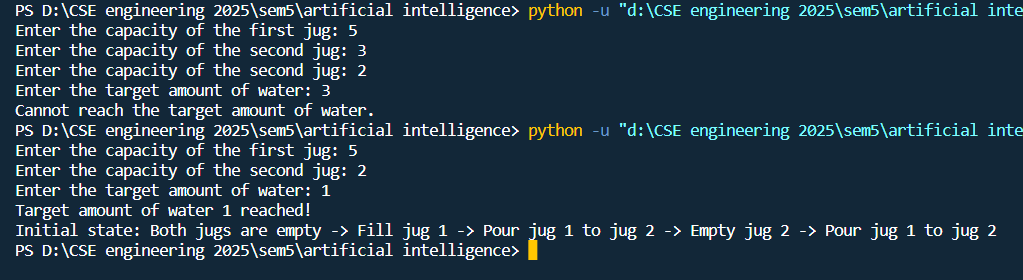 PS D:\CSE engineering 2025\sem5\artificial intelligence> python -u "d:\CSE engineering 2025\sem5\artificial inte
Enter the capacity of the first jug: 5
Enter the capacity of the second jug: 3
Enter the capacity of the second jug: 2
Enter the target amount of water: 3
Cannot reach the target amount of water.
PS D:\CSE engineering 2025\sem5\artificial intelligence> python -u "d:\CSE engineering 2025\sem5\artificial inte
Enter the capacity of the first jug: 5
Enter the capacity of the second jug: 2
Enter the target amount of water: 1
Target amount of water 1 reached!
Initial state: Both jugs are empty -> Fill jug 1 -> Pour jug 1 to jug 2 -> Empty jug 2 -> Pour jug 1 to jug 2
PS D:\CSE engineering 2025\sem5\artificial intelligence>